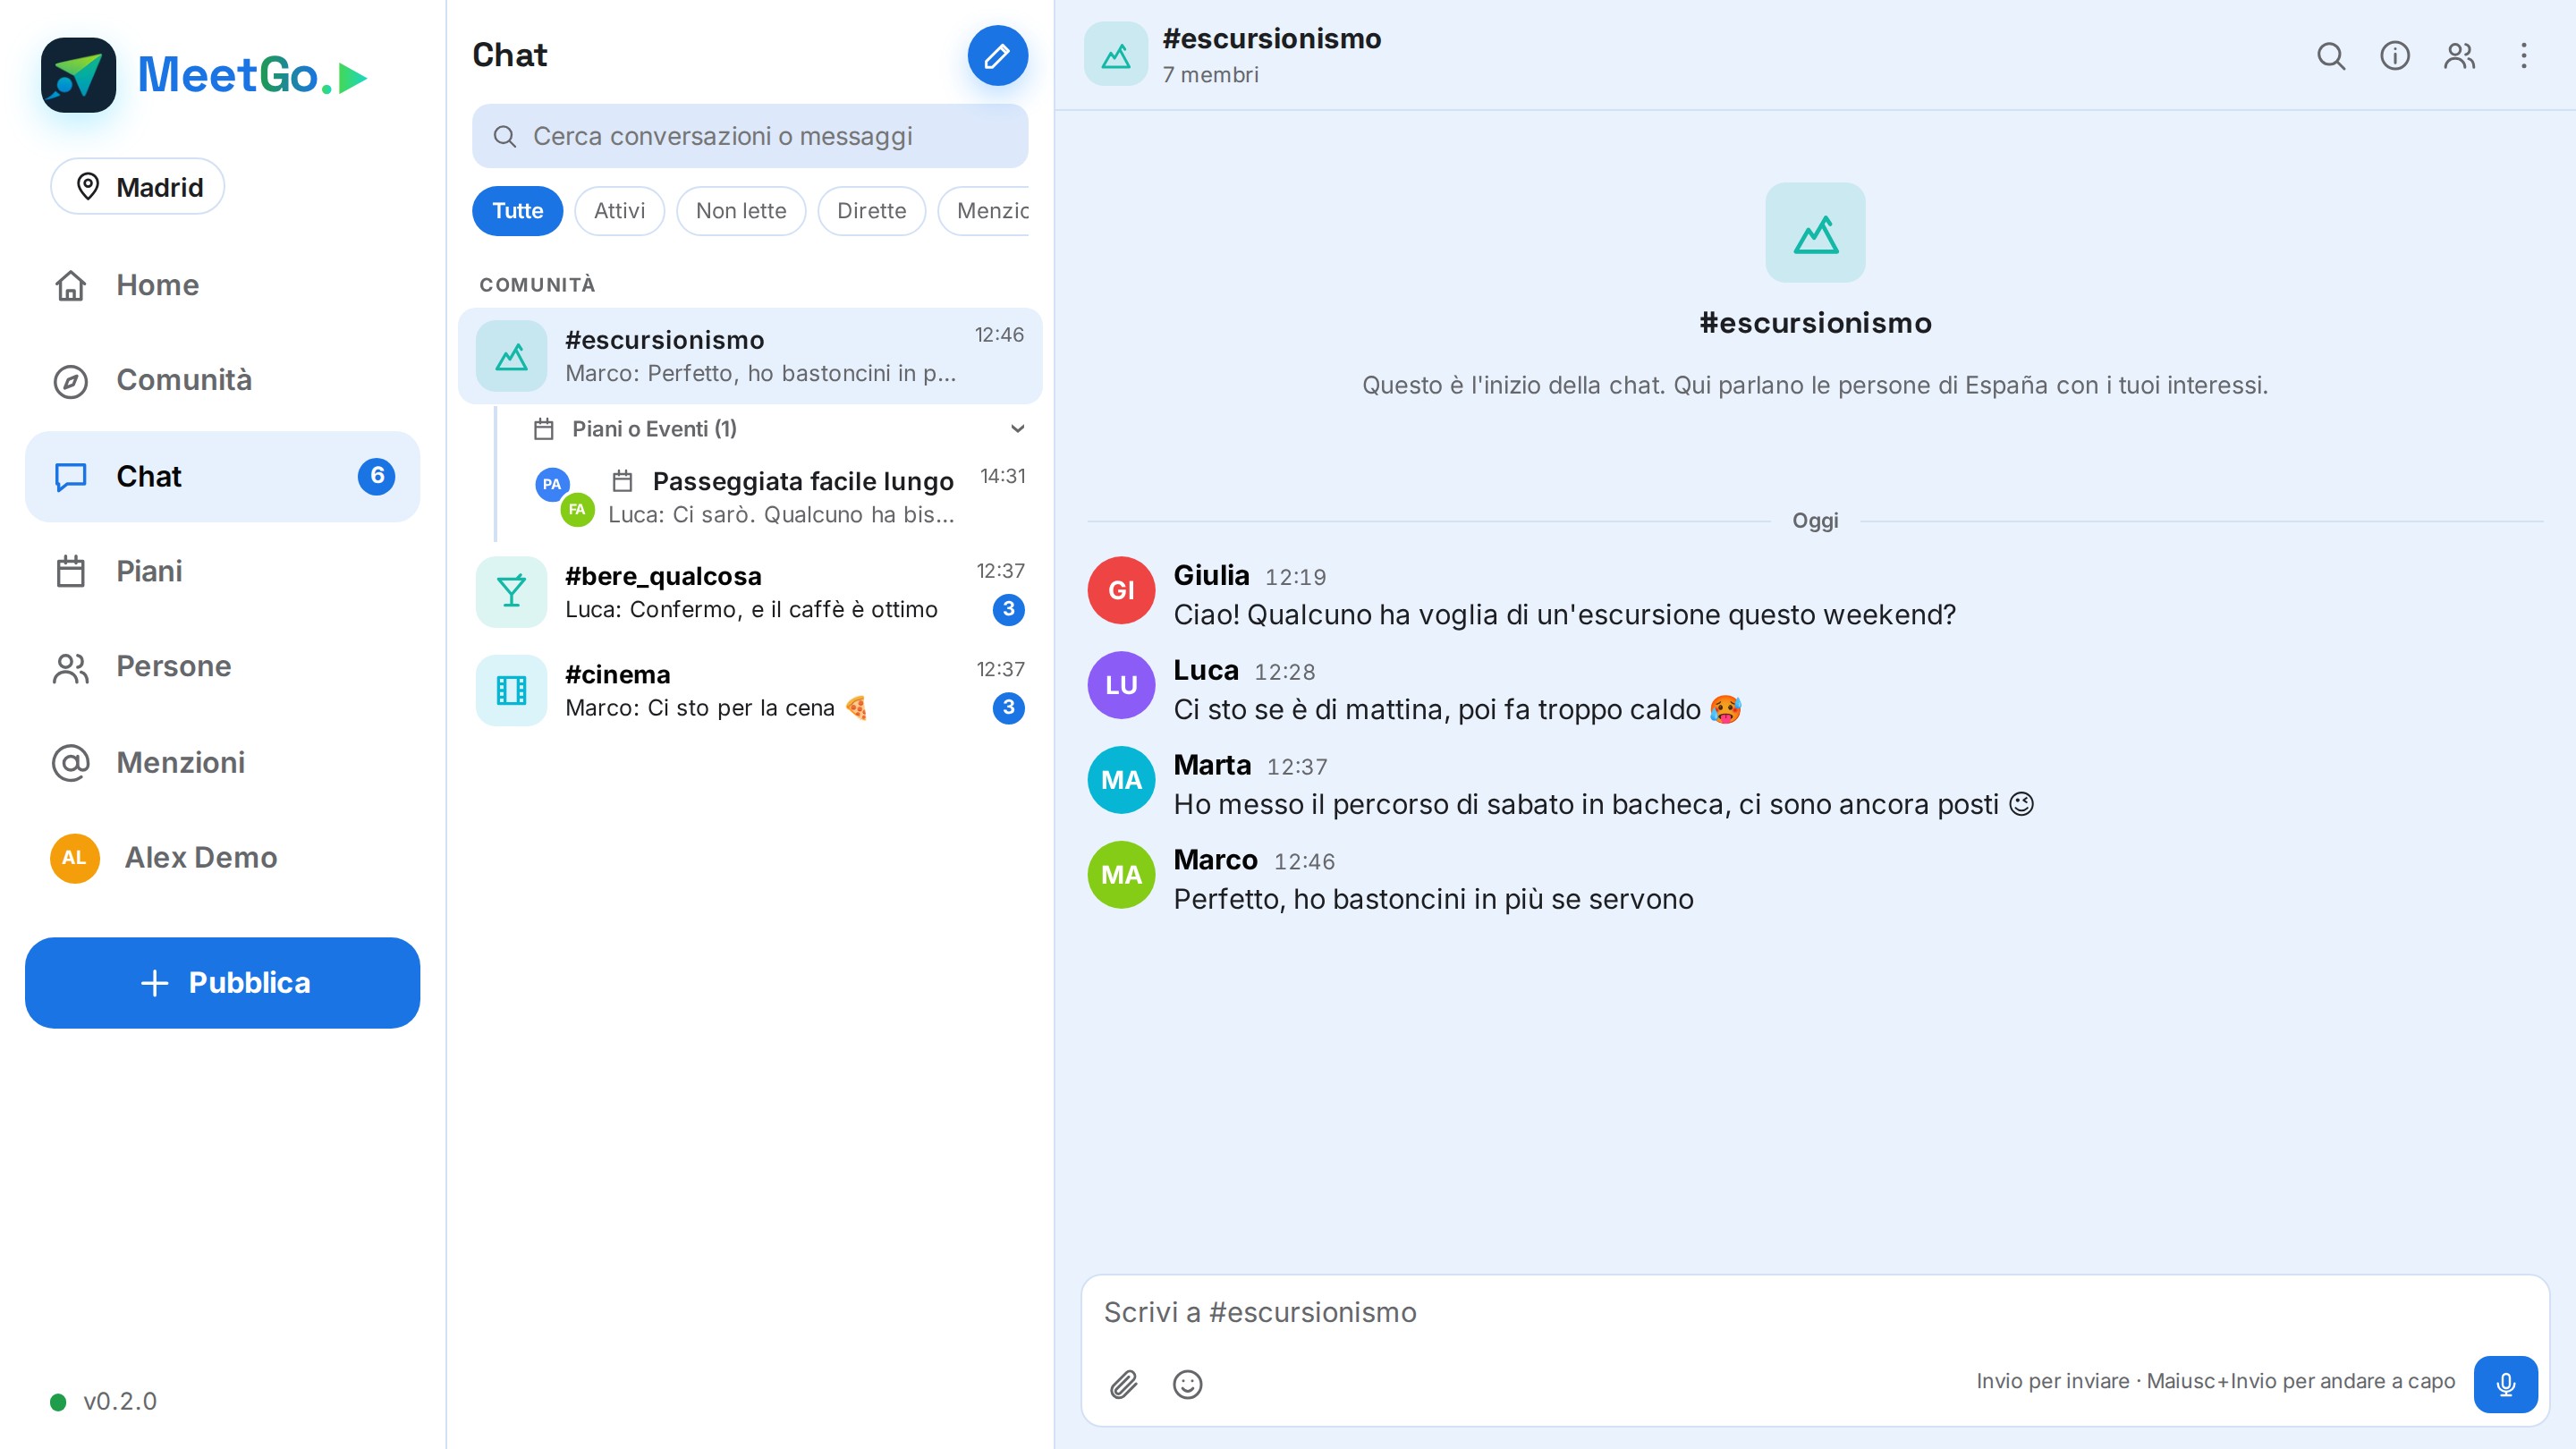 MeetGo.
Madrid
Home
Comunità
Chat 6
Piani
Persone
Menzioni
AL Alex Demo
Pubblica
v0.2.0
Chat
Cerca conversazioni o messaggi
Tutte Attivi Non lette Dirette Menzio
COMUNITÀ
#escursionismo 12:46
Marco: Perfetto, ho bastoncini in p...
Piani o Eventi (1)
PA FA Passeggiata facile lungo 14:31
Luca: Ci sarò. Qualcuno ha bis...
#bere_qualcosa 12:37
Luca: Confermo, e il caffè è ottimo 3
#cinema 12:37
Marco: Ci sto per la cena 🍕 3
#escursionismo
7 membri
#escursionismo
Questo è l'inizio della chat. Qui parlano le persone di España con i tuoi interessi.
Oggi
GI Giulia 12:19
Ciao! Qualcuno ha voglia di un'escursione questo weekend?
LU Luca 12:28
Ci sto se è di mattina, poi fa troppo caldo 🥵
MA Marta 12:37
Ho messo il percorso di sabato in bacheca, ci sono ancora posti 😉
MA Marco 12:46
Perfetto, ho bastoncini in più se servono
Scrivi a #escursionismo
Invio per inviare · Maiusc+Invio per andare a capo